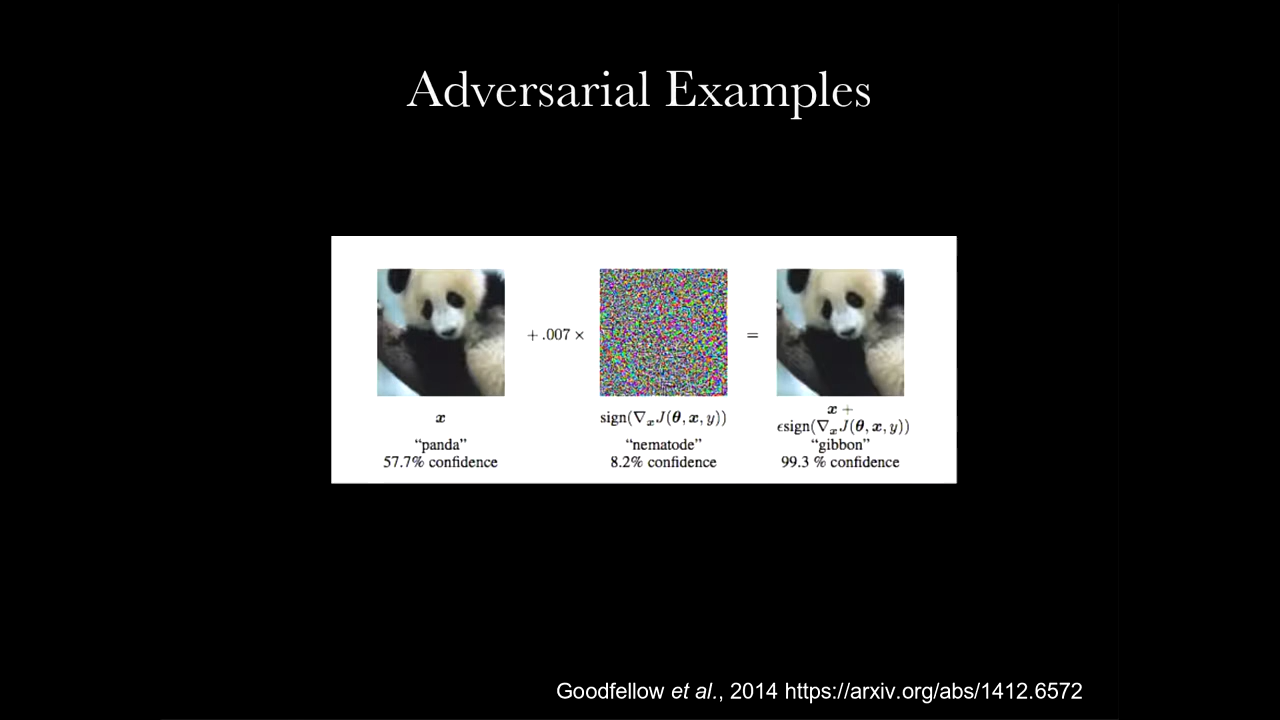 Adversarial Examples
+ .007 ×
=
x
"panda"
57.7% confidence
sign(∇ₓJ(θ, x, y))
"nematode"
8.2% confidence
x +
ϵsign(∇ₓJ(θ, x, y))
"gibbon"
99.3 % confidence
Goodfellow et al., 2014 https://arxiv.org/abs/1412.6572